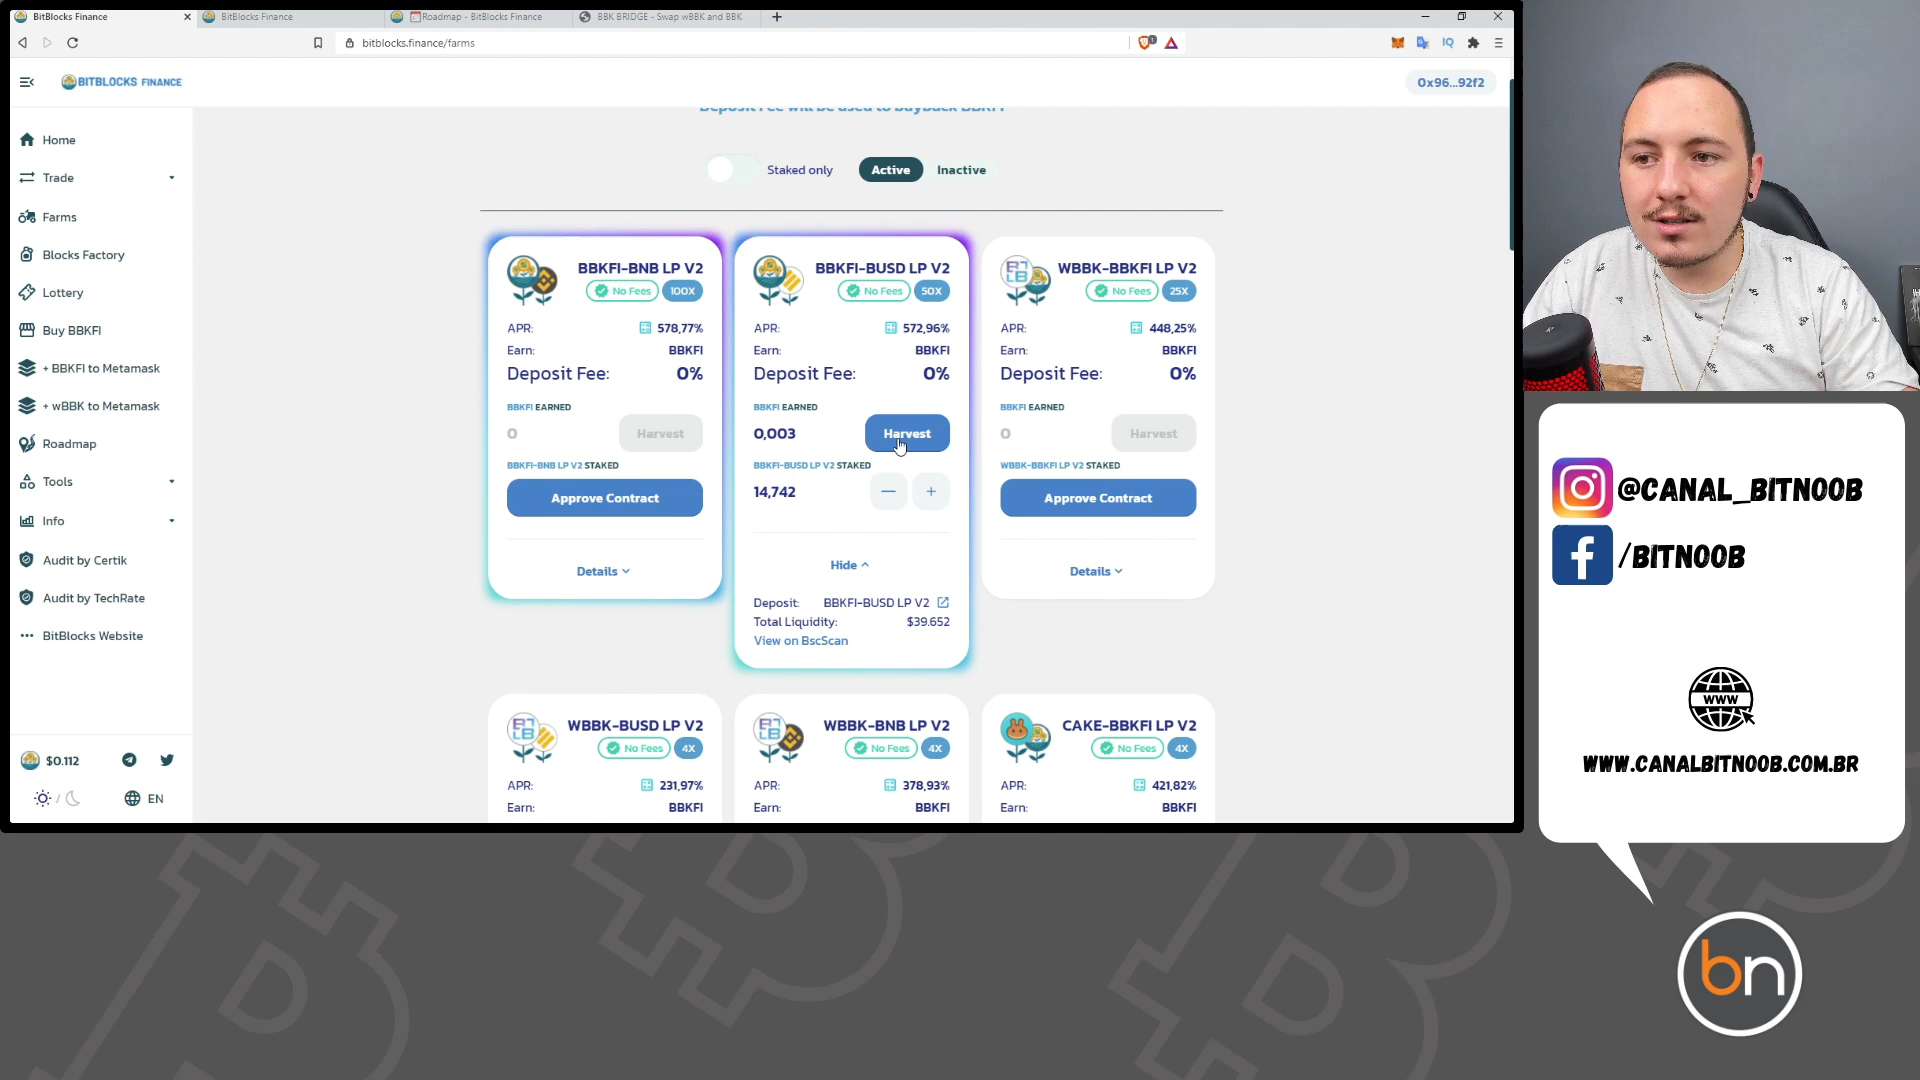 BitBlocks Finance
BitBlocks Finance
Roadmap - BitBlocks Finance
BBK BRIDGE - Swap wBBK and BBK
bitblocks.finance/farms
1
IQ
BITBLOCKS FINANCE
0x96...92f2
Deposit Fee will be used to buyback BBKFI
Home
Trade
Farms
Blocks Factory
Lottery
Buy BBKFI
+ BBKFI to Metamask
+ wBBK to Metamask
Roadmap
Tools
Info
Audit by Certik
Audit by TechRate
BitBlocks Website
$0.112
/
EN
Staked only
Active
Inactive
BBKFI-BNB LP V2
No Fees
100X
APR:
578,77%
Earn:
BBKFI
Deposit Fee:
0%
BBKFI EARNED
0
Harvest
BBKFI-BNB LP V2 STAKED
Approve Contract
Details
BBKFI-BUSD LP V2
No Fees
50X
APR:
572,96%
Earn:
BBKFI
Deposit Fee:
0%
BBKFI EARNED
0,003
Harvest
BBKFI-BUSD LP V2 STAKED
14,742
Hide
Deposit:
BBKFI-BUSD LP V2
Total Liquidity:
$39.652
View on BscScan
WBBK-BBKFI LP V2
No Fees
25X
APR:
448,25%
Earn:
BBKFI
Deposit Fee:
0%
BBKFI EARNED
0
Harvest
WBBK-BBKFI LP V2 STAKED
Approve Contract
Details
WBBK-BUSD LP V2
No Fees
4X
APR:
231,97%
Earn:
BBKFI
WBBK-BNB LP V2
No Fees
4X
APR:
378,93%
Earn:
BBKFI
CAKE-BBKFI LP V2
No Fees
4X
APR:
421,82%
Earn:
BBKFI
@CANAL_BITNOOB
/BITNOOB
WWW
WWW.CANALBITNOOB.COM.BR
bn